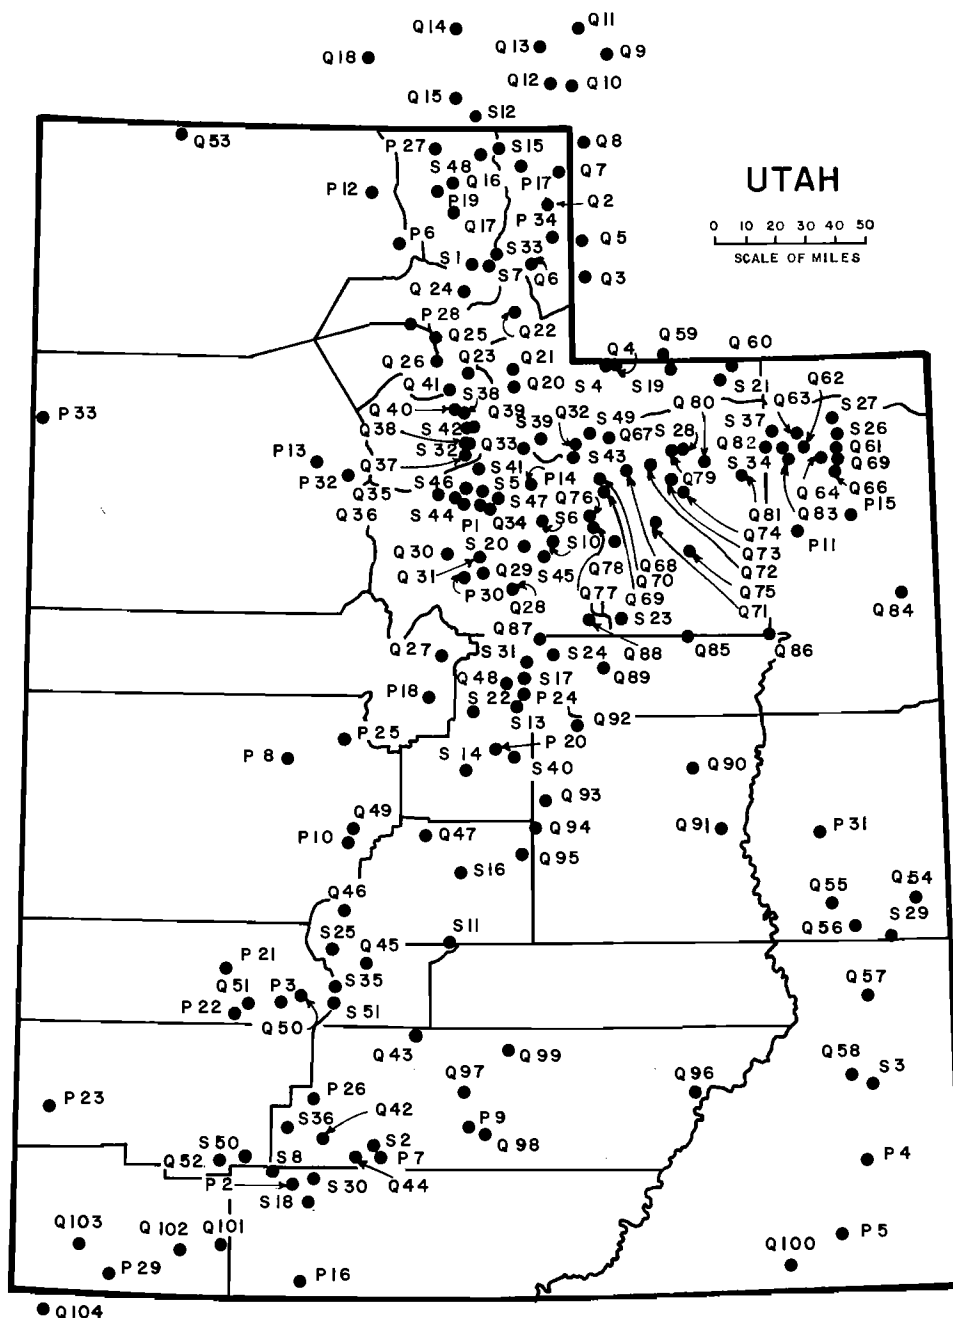 Q14
Q11
Q13
Q9
Q18
Q12
Q10
Q15
S12
Q53
P27
S15
Q8
S48
Q16
P17
Q7
P12
P19
Q2
UTAH
Q17
P34
Q5
0 10 20 30 40 50
SCALE OF MILES
P6
S33
S1
S7
Q6
Q3
Q24
P28
Q25
Q22
Q59
Q26
Q23
Q21
Q4
Q60
Q41
S38
Q20
S4
S19
S21
Q62
Q63
S27
P33
Q40
Q39
Q32
S49
Q80
S37
S26
Q38
S42
S39
Q67
S28
Q82
Q61
P13
Q37
S32
Q33
S43
Q79
S34
Q69
P32
S41
P14
Q64
Q66
Q35
S46
S5
Q76
Q81
Q83
P15
Q36
S44
S47
Q74
P1
Q34
S6
Q73
P11
S20
S10
Q78
Q68
Q72
Q30
Q29
S45
Q70
Q75
Q31
Q77
Q69
Q71
Q84
P30
Q28
Q87
S23
Q27
S31
S24
Q88
Q85
Q86
Q48
S17
Q89
P18
S22
P24
S13
Q92
P25
P20
P8
S14
S40
Q90
Q93
Q49
P10
Q47
Q94
Q91
P31
Q95
S16
Q54
Q46
Q55
Q56
S29
S25
Q45
S11
P21
Q51
P3
S35
Q57
P22
S51
Q50
Q43
Q99
Q58
S3
Q97
Q96
P23
P26
Q42
S36
P9
Q98
S50
S2
P7
P4
Q52
S8
P2
S30
Q44
S18
Q103
Q102
Q101
P5
Q100
P29
P16
Q104